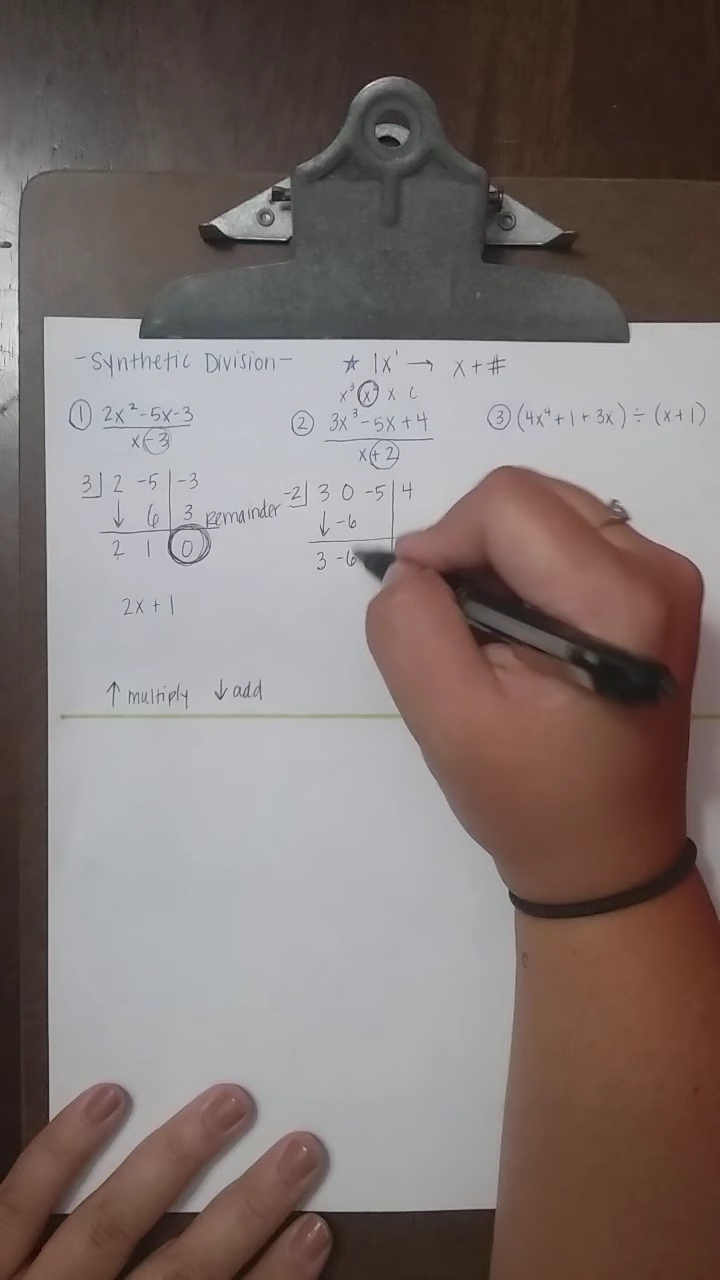 -Synthetic Division-
★ 1x¹ → x + #
x³ x² x c
① 2x² -5x -3
x -3
② 3x³ -5x + 4
x + 2
③ (4x⁴ + 1 + 3x) ÷ (x + 1)
3 2 -5 -3
↓ 6 3 Remainder
2 1 0
-2 3 0 -5 4
↓ -6
3 -6
2x + 1
↑ multiply ↓ add